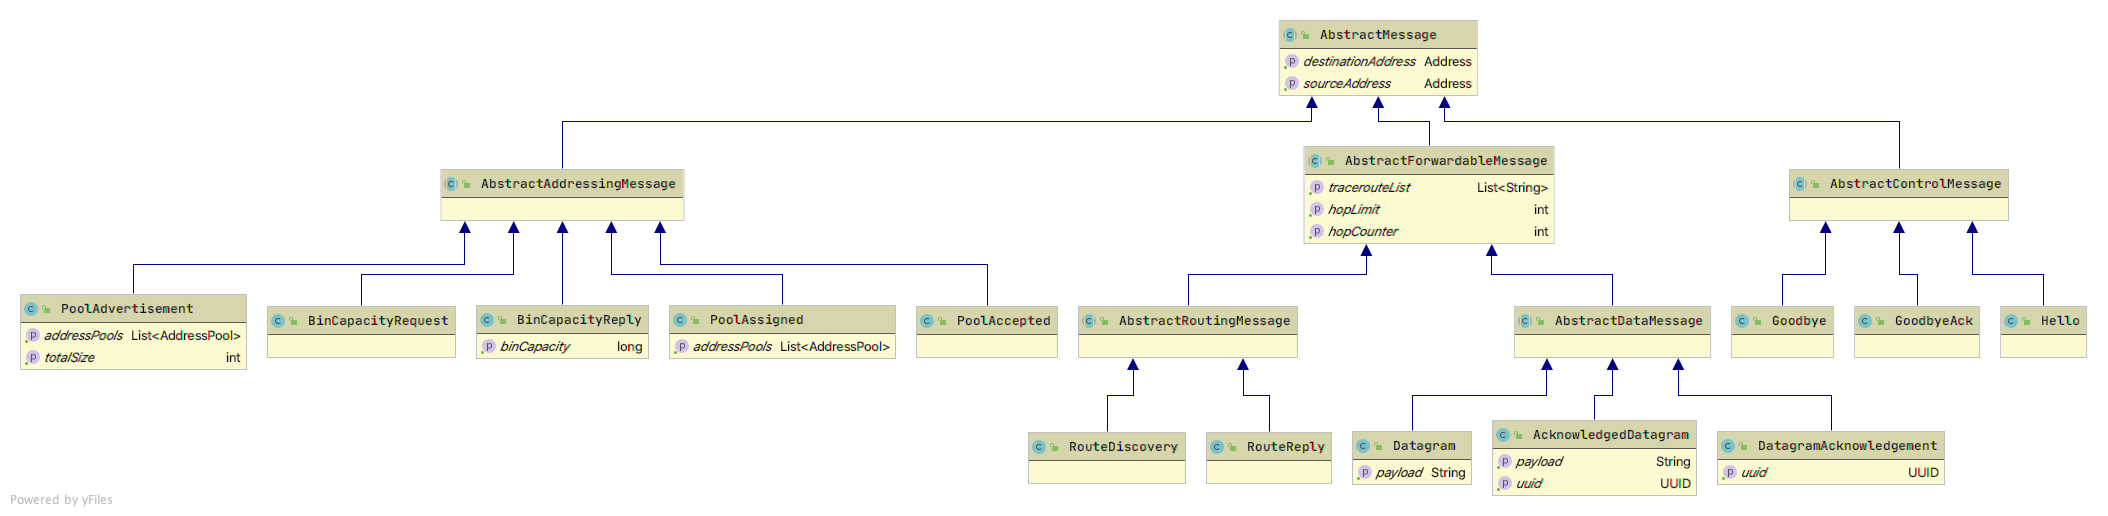 AbstractMessage
destinationAddress Address
sourceAddress Address
AbstractAddressingMessage
AbstractForwardableMessage
tracerouteList List<String>
hopLimit int
hopCounter int
AbstractControlMessage
PoolAdvertisement
addressPools List<AddressPool>
totalSize int
BinCapacityRequest
BinCapacityReply
binCapacity long
PoolAssigned
addressPools List<AddressPool>
PoolAccepted
AbstractRoutingMessage
AbstractDataMessage
Goodbye
GoodbyeAck
Hello
RouteDiscovery
RouteReply
Datagram
payload String
AcknowledgedDatagram
payload String
uuid UUID
DatagramAcknowledgement
uuid UUID
Powered by yFiles